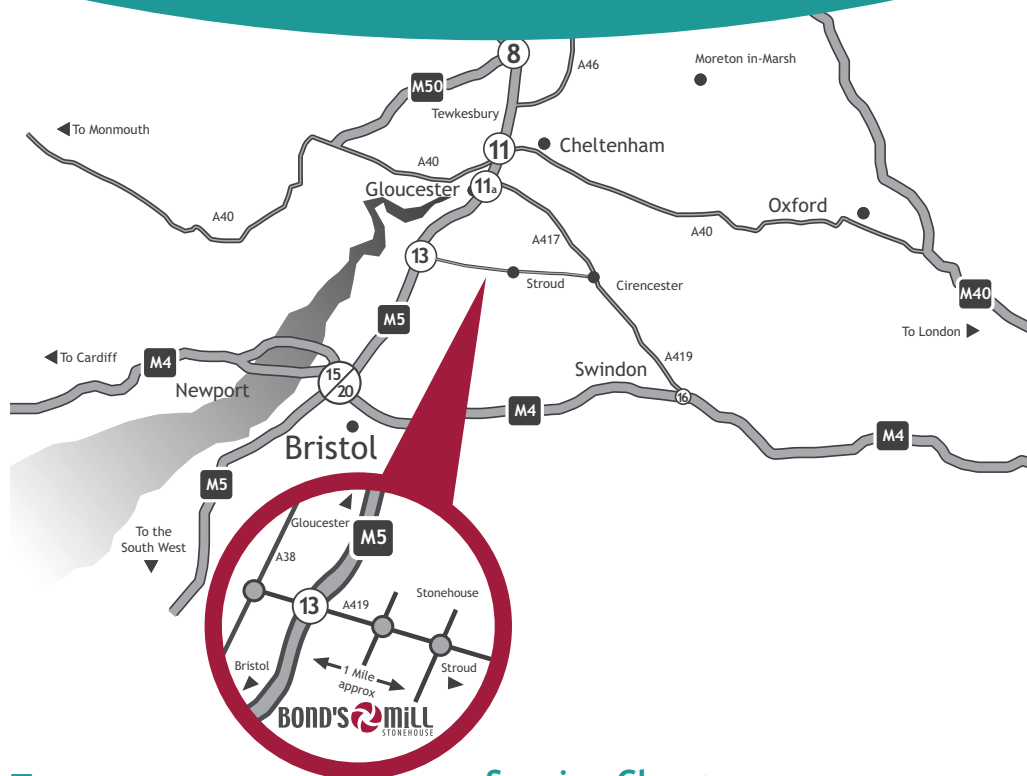 8
A46
Moreton in-Marsh
M50
Tewkesbury
To Monmouth
11
Cheltenham
A40
Gloucester
11a
Oxford
A40
A417
A40
13
Stroud
Cirencester
M40
M5
To London
To Cardiff
M4
A419
15
20
Newport
Swindon
16
M4
M4
Bristol
M5
To the
South West
Gloucester
M5
A38
Stonehouse
13
A419
Bristol
1 Mile
approx
Stroud
BOND'S MILL
STONEHOUSE